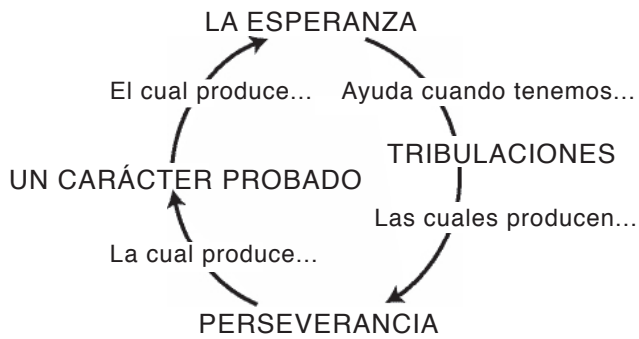 LA ESPERANZA
El cual produce... Ayuda cuando tenemos...
TRIBULACIONES
UN CARÁCTER PROBADO
Las cuales producen...
La cual produce...
PERSEVERANCIA